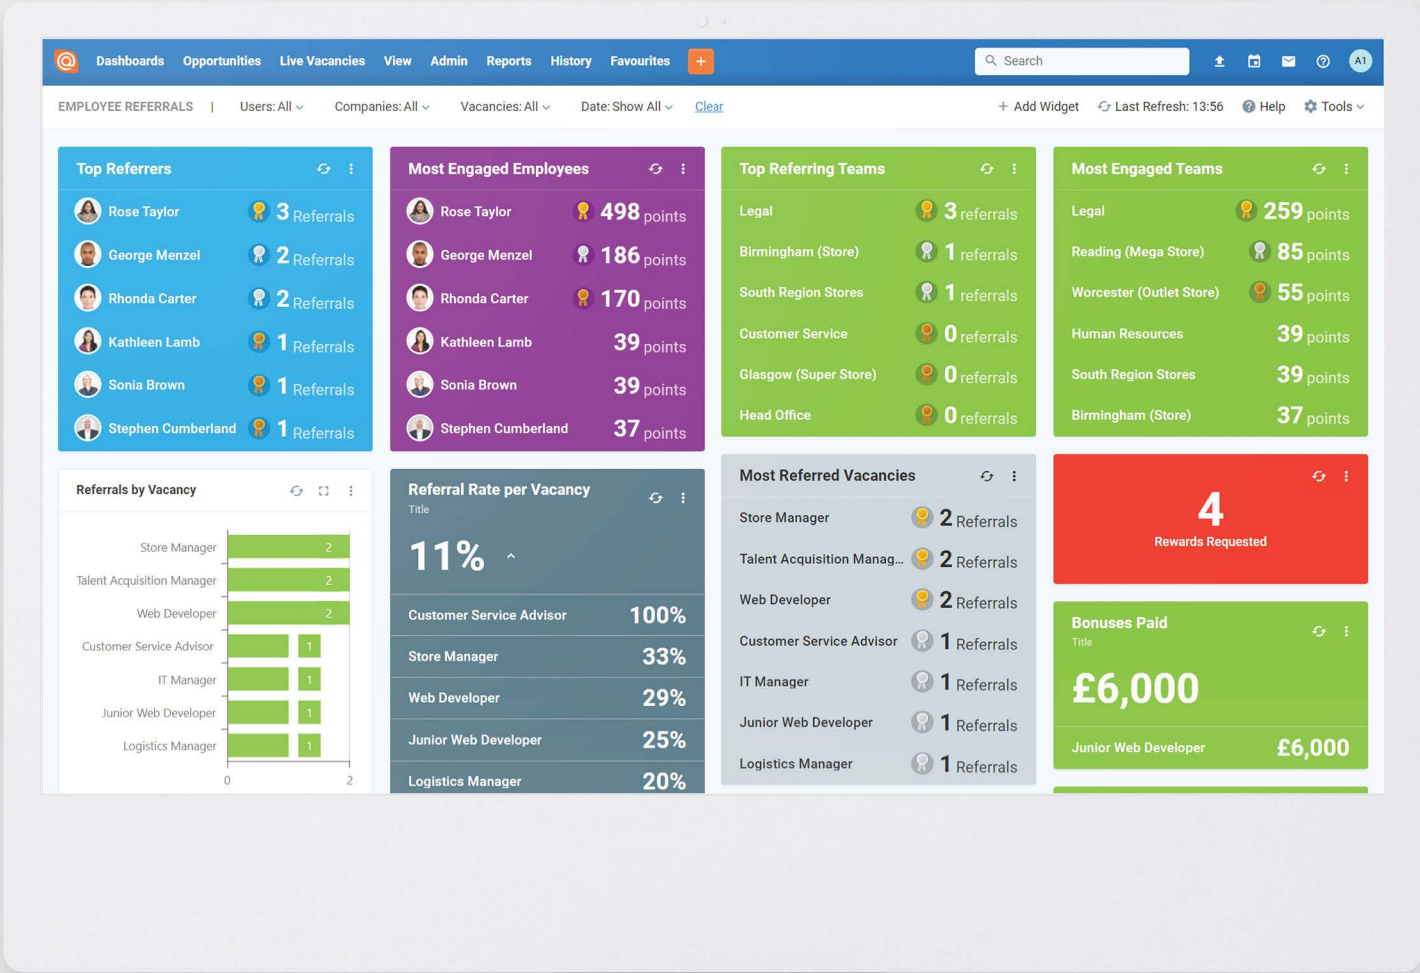 Dashboards Opportunities Live Vacancies View Admin Reports History Favourites + Search A1
EMPLOYEE REFERRALS | Users: All Companies: All Vacancies: All Date: Show All Clear + Add Widget Last Refresh: 13:56 Help Tools
Top Referrers
Rose Taylor 3 Referrals
George Menzel 2 Referrals
Rhonda Carter 2 Referrals
Kathleen Lamb 1 Referrals
Sonia Brown 1 Referrals
Stephen Cumberland 1 Referrals
Most Engaged Employees
Rose Taylor 498 points
George Menzel 186 points
Rhonda Carter 170 points
Kathleen Lamb 39 points
Sonia Brown 39 points
Stephen Cumberland 37 points
Top Referring Teams
Legal 3 referrals
Birmingham (Store) 1 referrals
South Region Stores 1 referrals
Customer Service 0 referrals
Glasgow (Super Store) 0 referrals
Head Office 0 referrals
Most Engaged Teams
Legal 259 points
Reading (Mega Store) 85 points
Worcester (Outlet Store) 55 points
Human Resources 39 points
South Region Stores 39 points
Birmingham (Store) 37 points
Referrals by Vacancy
Store Manager 2
Talent Acquisition Manager 2
Web Developer 2
Customer Service Advisor 1
IT Manager 1
Junior Web Developer 1
Logistics Manager 1
0 2
Referral Rate per Vacancy
Title
11%
Customer Service Advisor 100%
Store Manager 33%
Web Developer 29%
Junior Web Developer 25%
Logistics Manager 20%
Most Referred Vacancies
Store Manager 2 Referrals
Talent Acquisition Manag... 2 Referrals
Web Developer 2 Referrals
Customer Service Advisor 1 Referrals
IT Manager 1 Referrals
Junior Web Developer 1 Referrals
Logistics Manager 1 Referrals
4
Rewards Requested
Bonuses Paid
Title
£6,000
Junior Web Developer £6,000